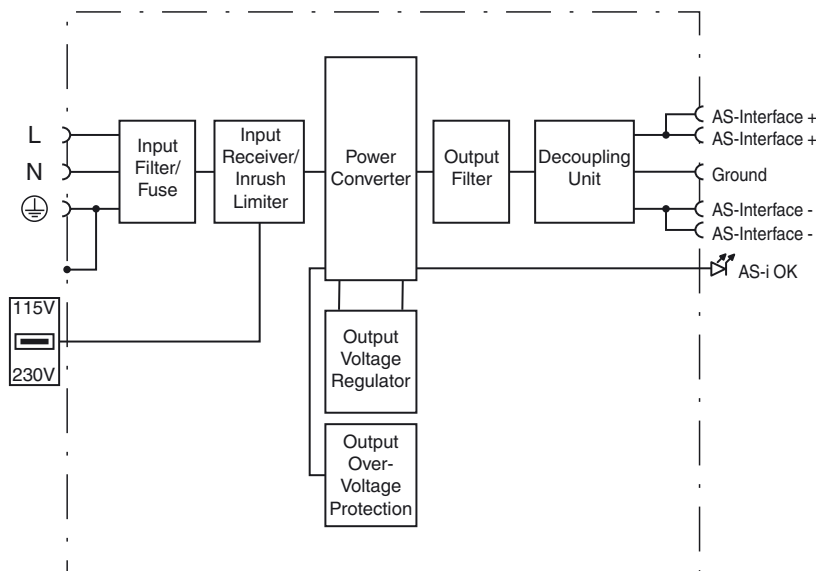 L
N
115V
230V
Input
Filter/
Fuse
Input
Receiver/
Inrush
Limiter
Power
Converter
Output
Filter
Decoupling
Unit
AS-Interface +
AS-Interface +
Ground
AS-Interface -
AS-Interface -
AS-i OK
Output
Voltage
Regulator
Output
Over-
Voltage
Protection